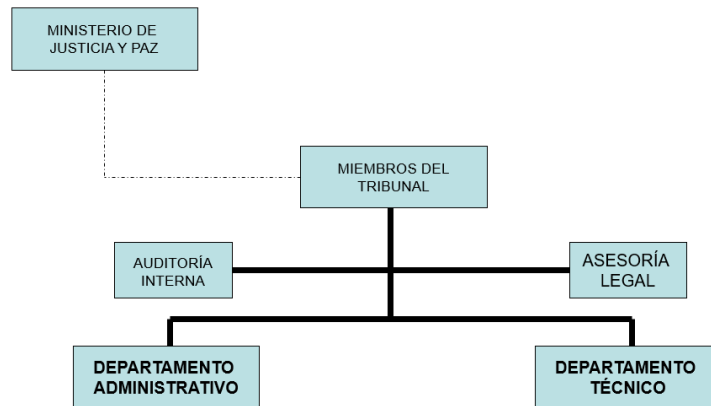 MINISTERIO DE
JUSTICIA Y PAZ
MIEMBROS DEL
TRIBUNAL
AUDITORÍA
INTERNA
ASESORÍA
LEGAL
DEPARTAMENTO
ADMINISTRATIVO
DEPARTAMENTO
TÉCNICO